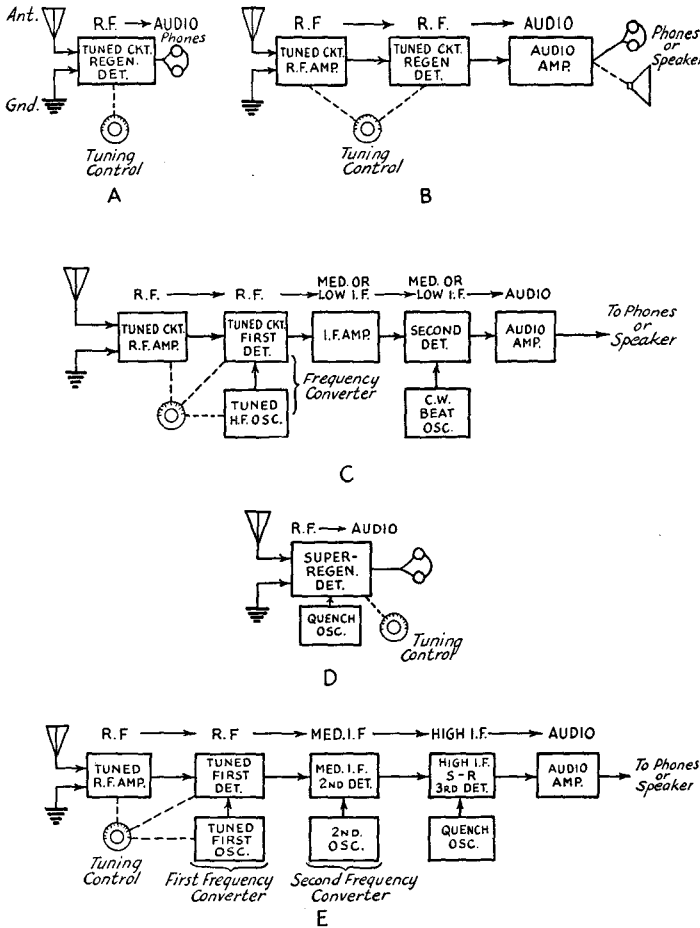 Ant.
R.F. → AUDIO
Phones
TUNED CKT.
REGEN.
DET.
Gnd.
Tuning
Control
A
R.F → R.F. → AUDIO
TUNED CKT.
R.F. AMP.
TUNED CKT.
REGEN
DET.
AUDIO
AMP.
Phones
or
Speaker
Tuning
Control
B
R.F. → R.F. → MED. OR LOW I.F. → MED. OR LOW I.F. → AUDIO
TUNED CKT.
R.F. AMP.
TUNED CKT.
FIRST
DET.
I.F. AMP.
SECOND
DET.
AUDIO
AMP.
To Phones
or
Speaker
TUNED
H.F. OSC.
Frequency
Converter
C.W.
BEAT
OSC.
C
R.F. → AUDIO
SUPER-
REGEN.
DET.
QUENCH
OSC.
Tuning
Control
D
R.F → R.F → MED. I.F → HIGH I.F. → AUDIO
TUNED
R.F. AMP.
TUNED
FIRST
DET.
MED. I.F.
2ND DET.
HIGH I.F.
S-R
3RD DET.
AUDIO
AMP.
To Phones
or
Speaker
Tuning
Control
TUNED
FIRST
OSC.
2ND.
OSC.
QUENCH
OSC.
First Frequency
Converter
Second Frequency
Converter
E